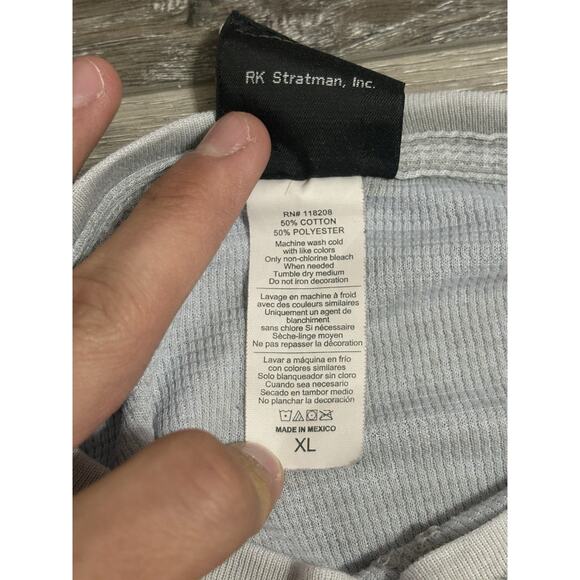 RK Stratman, Inc.
RN# 118208
50% COTTON
50% POLYESTER
Machine wash cold
with like colors
Only non-chlorine bleach
When needed
Tumble dry medium
Do not iron decoration
Lavage en machine à froid
avec des couleurs similaires
Uniquement un agent de
blanchiment
sans chlore Si nécessaire
Sèche-linge moyen
Ne pas repasser la décoration
Lavar a máquina en frío
con colores similares
Solo blanqueador sin cloro
Cuando sea necesario
Secado en tambor medio
No planchar la decoración
MADE IN MEXICO
XL